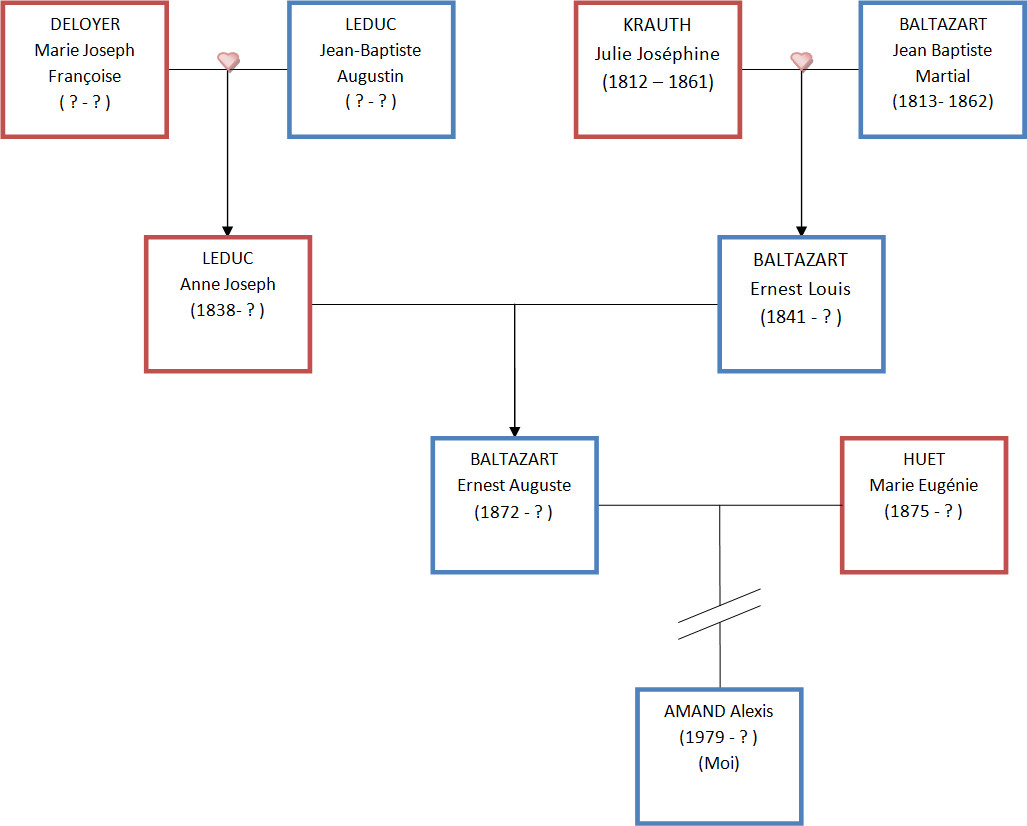 DELOYER
Marie Joseph
Françoise
( ? - ? )
LEDUC
Jean-Baptiste
Augustin
( ? - ? )
KRAUTH
Julie Joséphine
(1812 – 1861)
BALTAZART
Jean Baptiste
Martial
(1813- 1862)
LEDUC
Anne Joseph
(1838- ? )
BALTAZART
Ernest Louis
(1841 - ? )
BALTAZART
Ernest Auguste
(1872 - ? )
HUET
Marie Eugénie
(1875 - ? )
AMAND Alexis
(1979 - ? )
(Moi)